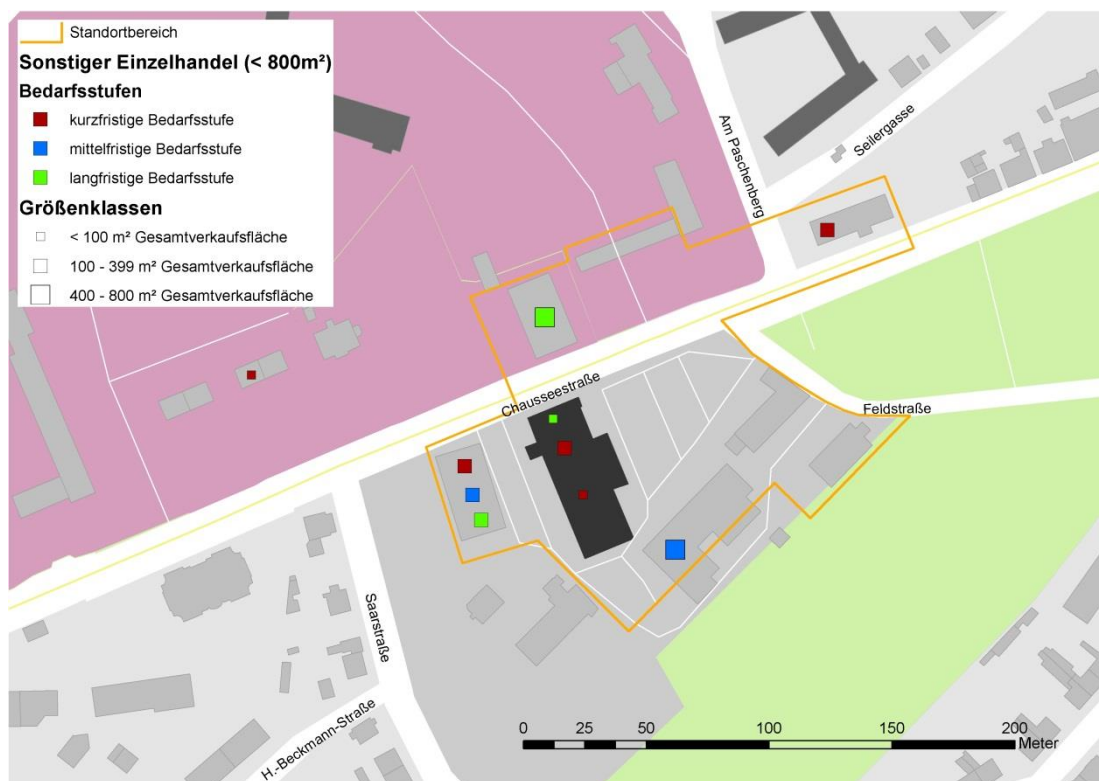 Standortbereich
Sonstiger Einzelhandel (< 800m²)
Bedarfsstufen
kurzfristige Bedarfsstufe
mittelfristige Bedarfsstufe
langfristige Bedarfsstufe
Größenklassen
< 100 m² Gesamtverkaufsfläche
100 - 399 m² Gesamtverkaufsfläche
400 - 800 m² Gesamtverkaufsfläche
Am Paschenberg
Seilergasse
Chausseestraße
Feldstraße
Saarstraße
H.-Beckmann-Straße
0 25 50 100 150 200
Meter